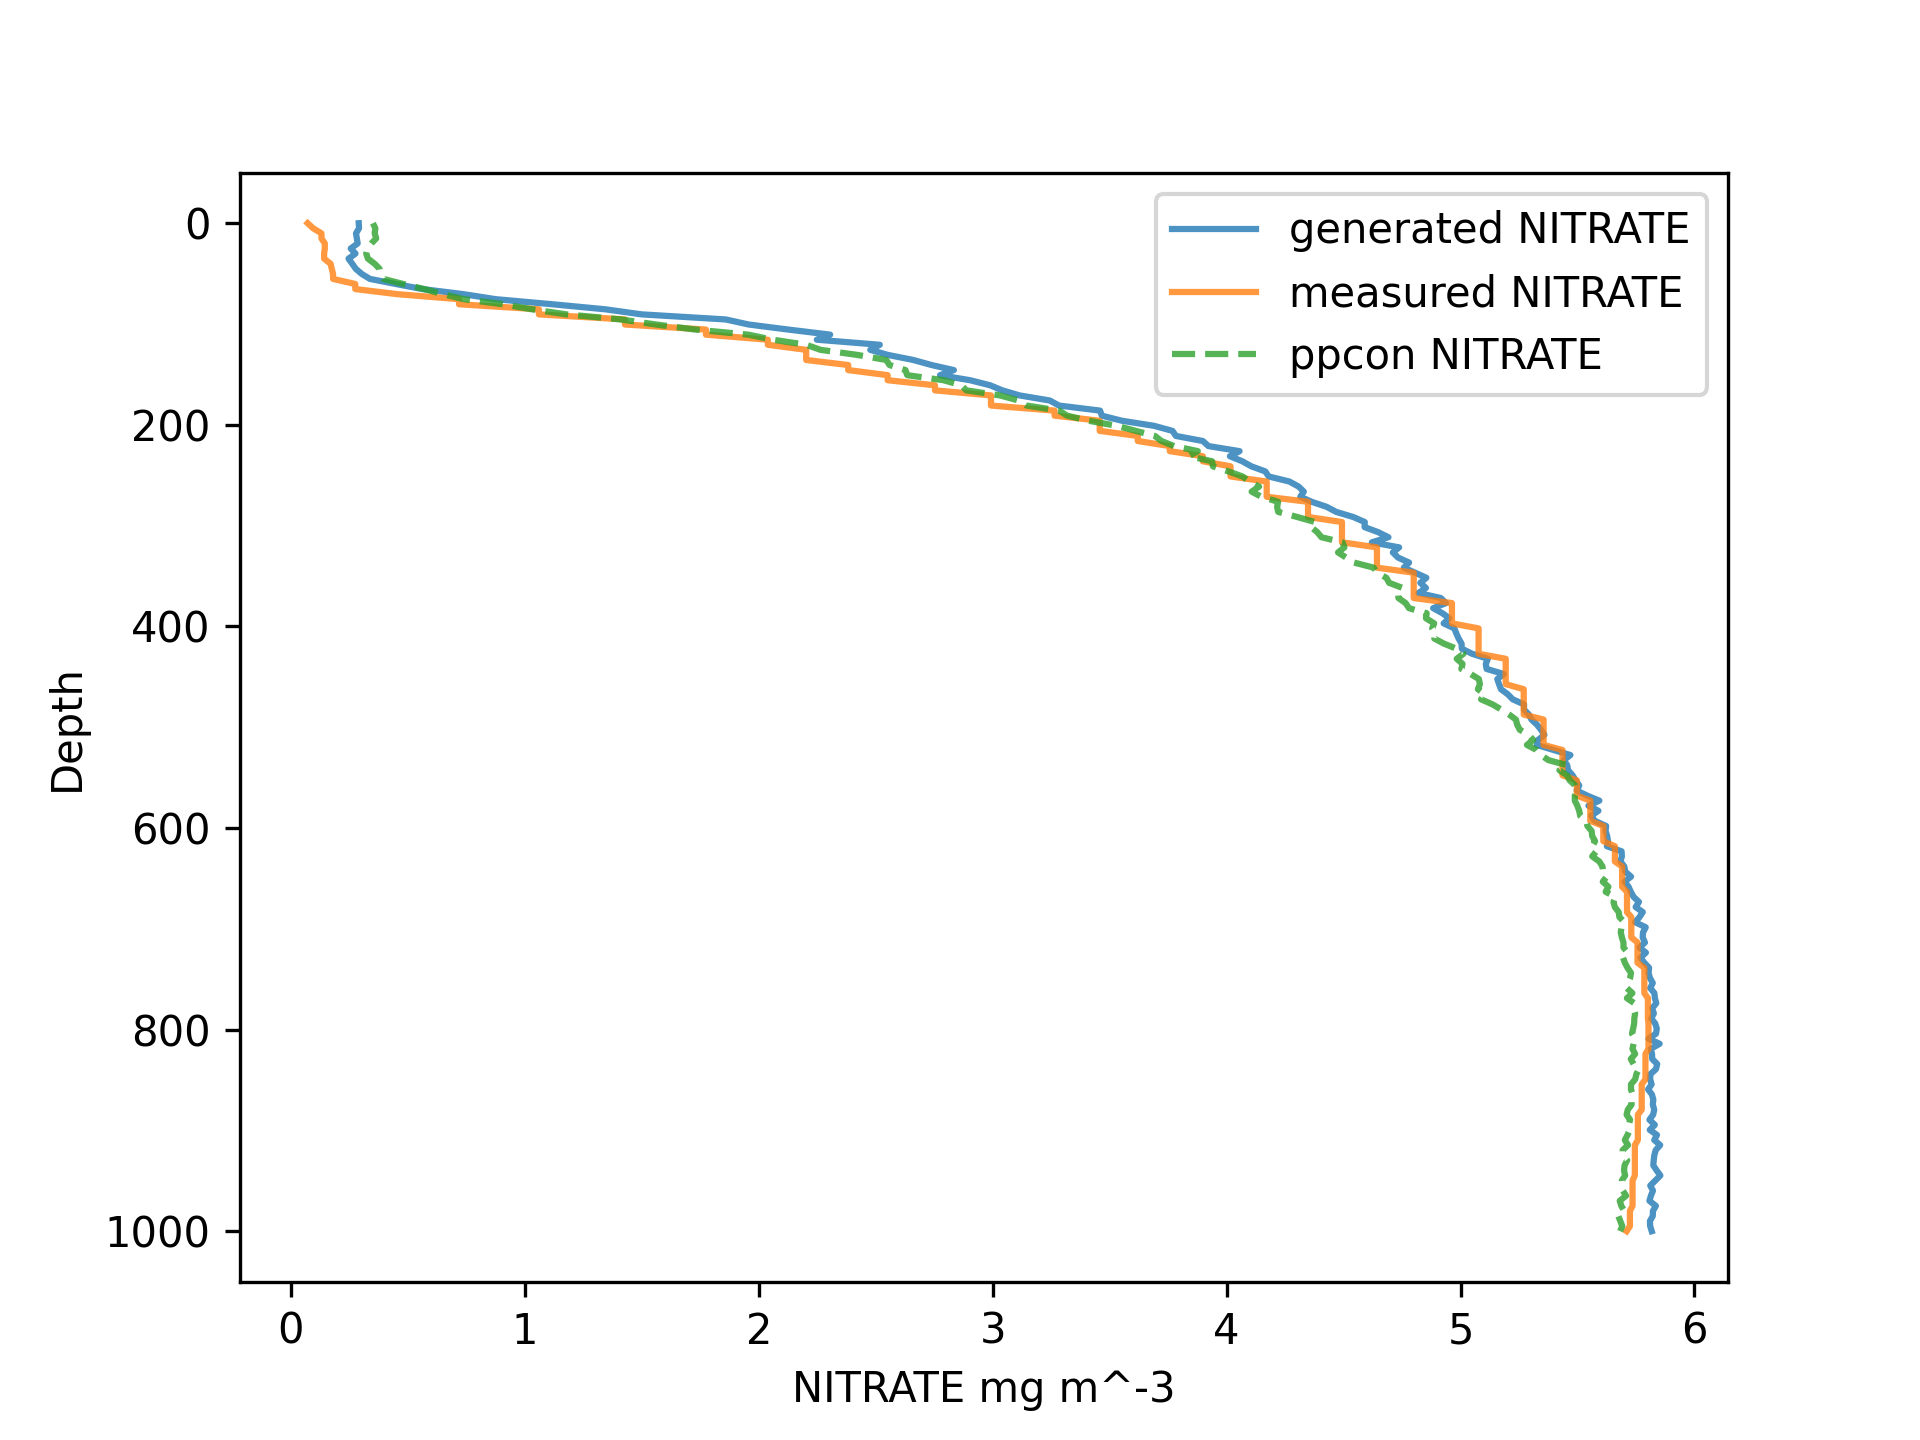 generated NITRATE
measured NITRATE
ppcon NITRATE
0
200
400
600
800
1000
Depth
0 1 2 3 4 5 6
NITRATE mg m^-3